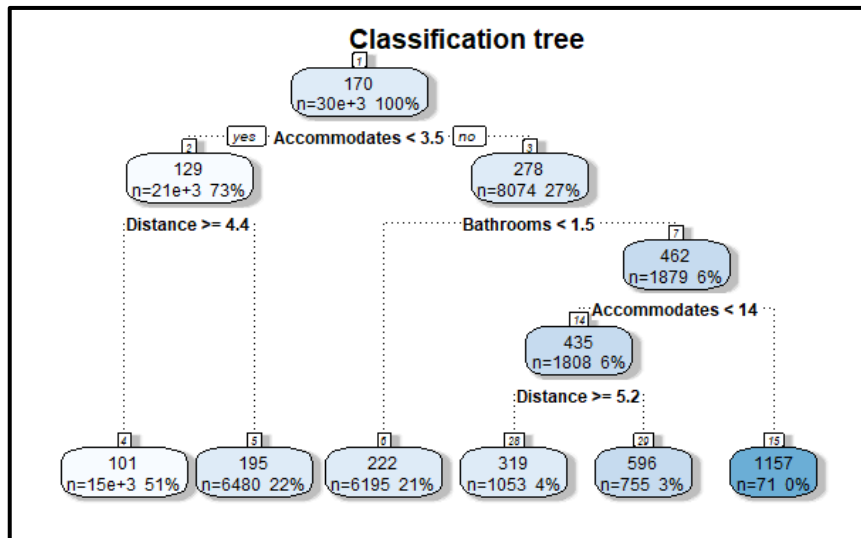 Classification tree
1
170
n=30e+3 100%
yes Accommodates < 3.5 no
2
129
n=21e+3 73%
3
278
n=8074 27%
Distance >= 4.4
Bathrooms < 1.5
7
462
n=1879 6%
Accommodates < 14
14
435
n=1808 6%
Distance >= 5.2
4
101
n=15e+3 51%
5
195
n=6480 22%
6
222
n=6195 21%
28
319
n=1053 4%
29
596
n=755 3%
15
1157
n=71 0%